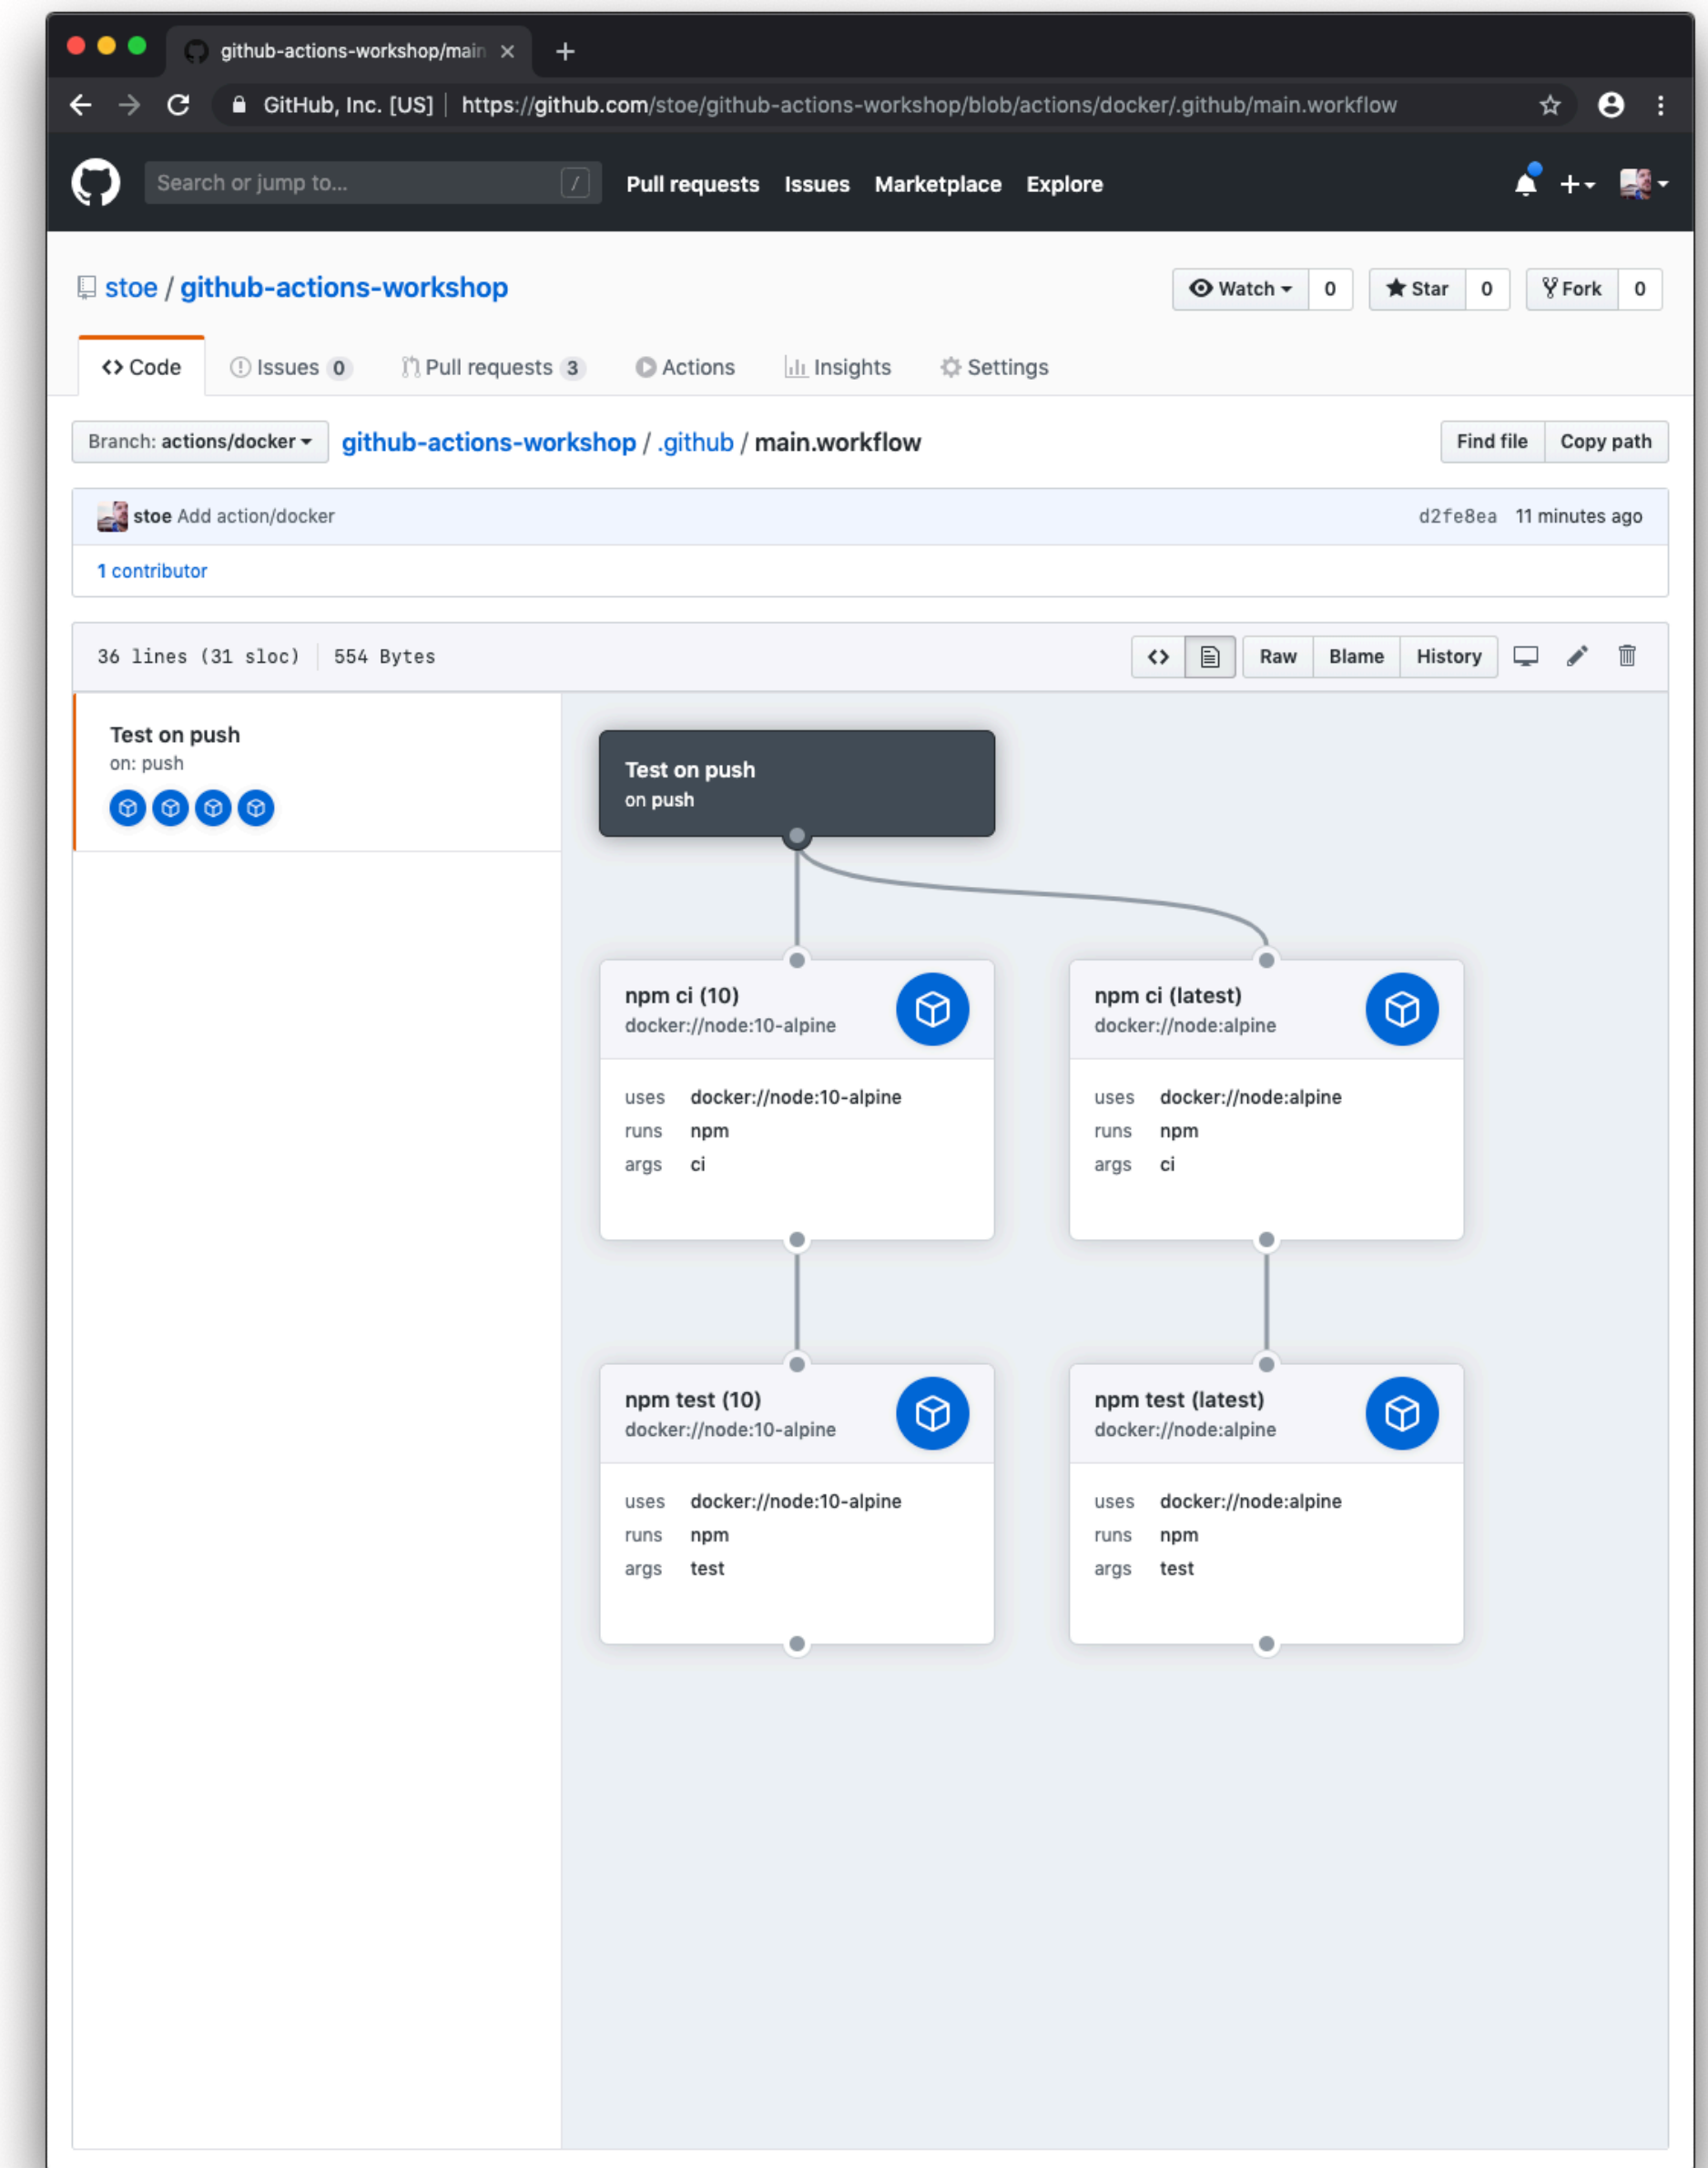 github-actions-workshop/main
GitHub, Inc. [US] | https://github.com/stoe/github-actions-workshop/blob/actions/docker/.github/main.workflow
Search or jump to... / Pull requests Issues Marketplace Explore
stoe / github-actions-workshop Watch 0 Star 0 Fork 0
Code Issues 0 Pull requests 3 Actions Insights Settings
Branch: actions/docker github-actions-workshop / .github / main.workflow Find file Copy path
stoe Add action/docker d2fe8ea 11 minutes ago
1 contributor
36 lines (31 sloc) 554 Bytes Raw Blame History
Test on push
on: push
Test on push
on push
npm ci (10)
docker://node:10-alpine
uses docker://node:10-alpine
runs npm
args ci
npm ci (latest)
docker://node:alpine
uses docker://node:alpine
runs npm
args ci
npm test (10)
docker://node:10-alpine
uses docker://node:10-alpine
runs npm
args test
npm test (latest)
docker://node:alpine
uses docker://node:alpine
runs npm
args test